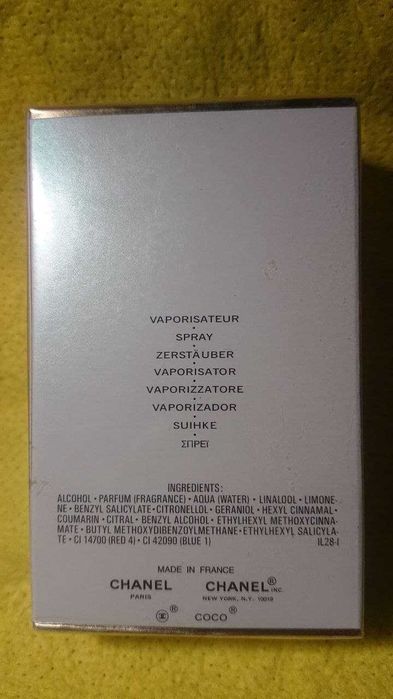 VAPORISATEUR
SPRAY
ZERSTÄUBER
VAPORISATOR
VAPORIZZATORE
VAPORIZADOR
SUIHKE
ΣΠΡΕΪ
INGREDIENTS:
ALCOHOL • PARFUM (FRAGRANCE) • AQUA (WATER) • LINALOOL • LIMONE-
NE • BENZYL SALICYLATE • CITRONELLOL • GERANIOL • HEXYL CINNAMAL •
COUMARIN • CITRAL • BENZYL ALCOHOL • ETHYLHEXYL METHOXYCINNA-
MATE • BUTYL METHOXYDIBENZOYLMETHANE • ETHYLHEXYL SALICYLA-
TE • CI 14700 (RED 4) • CI 42090 (BLUE 1) IL28-I
MADE IN FRANCE
CHANEL CHANEL® INC.
PARIS NEW YORK, N.Y. 10019
® COCO®